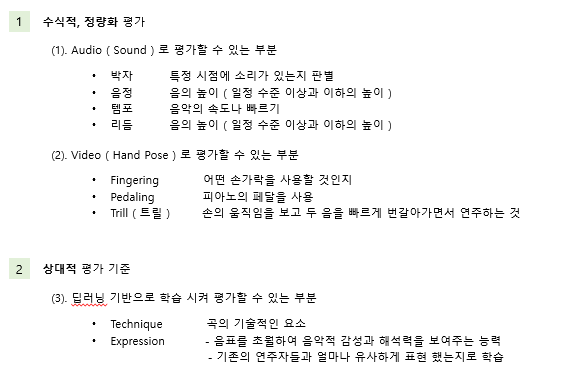 1 수식적, 정량화 평가
(1). Audio ( Sound ) 로 평가할 수 있는 부분
• 박자 특정 시점에 소리가 있는지 판별
• 음정 음의 높이 ( 일정 수준 이상과 이하의 높이 )
• 템포 음악의 속도나 빠르기
• 리듬 음의 높이 ( 일정 수준 이상과 이하의 높이 )
(2). Video ( Hand Pose ) 로 평가할 수 있는 부분
• Fingering 어떤 손가락을 사용할 것인지
• Pedaling 피아노의 페달을 사용
• Trill ( 트릴 ) 손의 움직임을 보고 두 음을 빠르게 번갈아가면서 연주하는 것
2 상대적 평가 기준
(3). 딥러닝 기반으로 학습 시켜 평가할 수 있는 부분
• Technique 곡의 기술적인 요소
• Expression - 음표를 초월하여 음악적 감성과 해석력을 보여주는 능력
- 기존의 연주자들과 얼마나 유사하게 표현 했는지로 학습